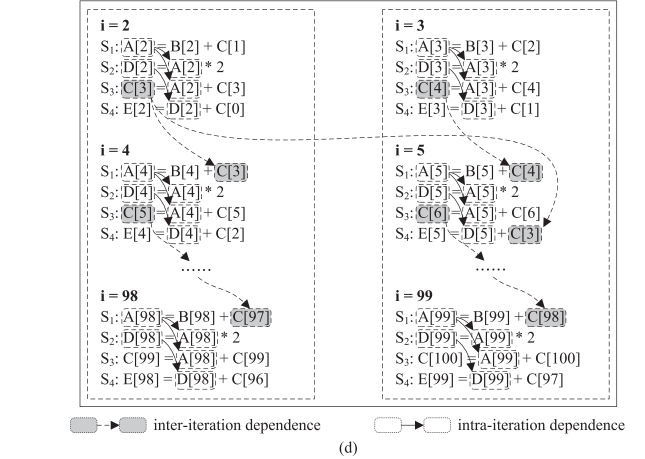 i = 2
S1: A[2] = B[2] + C[1]
S2: D[2] = A[2] * 2
S3: C[3] = A[2] + C[3]
S4: E[2] = D[2] + C[0]
i = 3
S1: A[3] = B[3] + C[2]
S2: D[3] = A[3] * 2
S3: C[4] = A[3] + C[4]
S4: E[3] = D[3] + C[1]
i = 4
S1: A[4] = B[4] + C[3]
S2: D[4] = A[4] * 2
S3: C[5] = A[4] + C[5]
S4: E[4] = D[4] + C[2]
......
i = 5
S1: A[5] = B[5] + C[4]
S2: D[5] = A[5] * 2
S3: C[6] = A[5] + C[6]
S4: E[5] = D[5] + C[3]
......
i = 98
S1: A[98] = B[98] + C[97]
S2: D[98] = A[98] * 2
S3: C[99] = A[98] + C[99]
S4: E[98] = D[98] + C[96]
i = 99
S1: A[99] = B[99] + C[98]
S2: D[99] = A[99] * 2
S3: C[100] = A[99] + C[100]
S4: E[99] = D[99] + C[97]
inter-iteration dependence
intra-iteration dependence
(d)